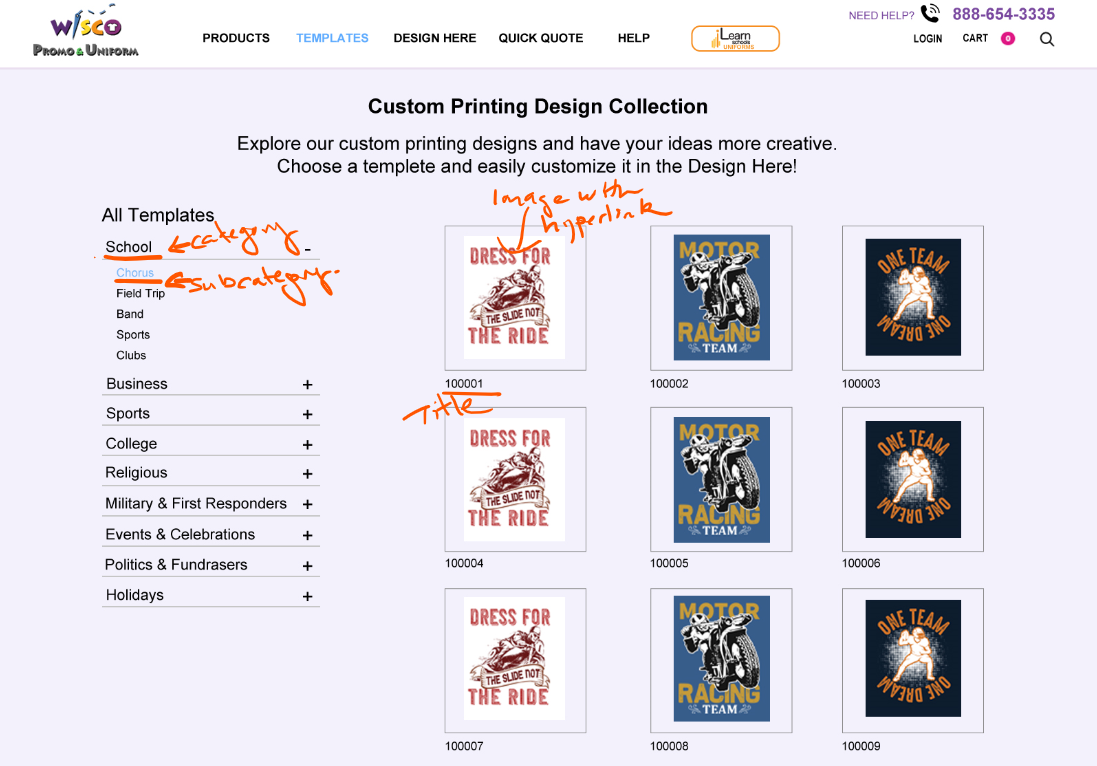 WISCO
PROMO & UNIFORM
NEED HELP? 888-654-3335
PRODUCTS TEMPLATES DESIGN HERE QUICK QUOTE HELP
iLearn
schools
UNIFORMS
LOGIN CART 0
Custom Printing Design Collection
Explore our custom printing designs and have your ideas more creative.
Choose a templete and easily customize it in the Design Here!
All Templates
School -
category
Chorus
subcategory.
Field Trip
Band
Sports
Clubs
Business +
Sports +
College +
Religious +
Military & First Responders +
Events & Celebrations +
Politics & Fundrasers +
Holidays +
Image with
hyperlink
DRESS FOR
THE SLIDE NOT
THE RIDE
100001
Title
MOTOR
RACING
TEAM
100002
ONE TEAM
ONE DREAM
100003
DRESS FOR
THE SLIDE NOT
THE RIDE
100004
MOTOR
RACING
TEAM
100005
ONE TEAM
ONE DREAM
100006
DRESS FOR
THE SLIDE NOT
THE RIDE
100007
MOTOR
RACING
TEAM
100008
ONE TEAM
ONE DREAM
100009